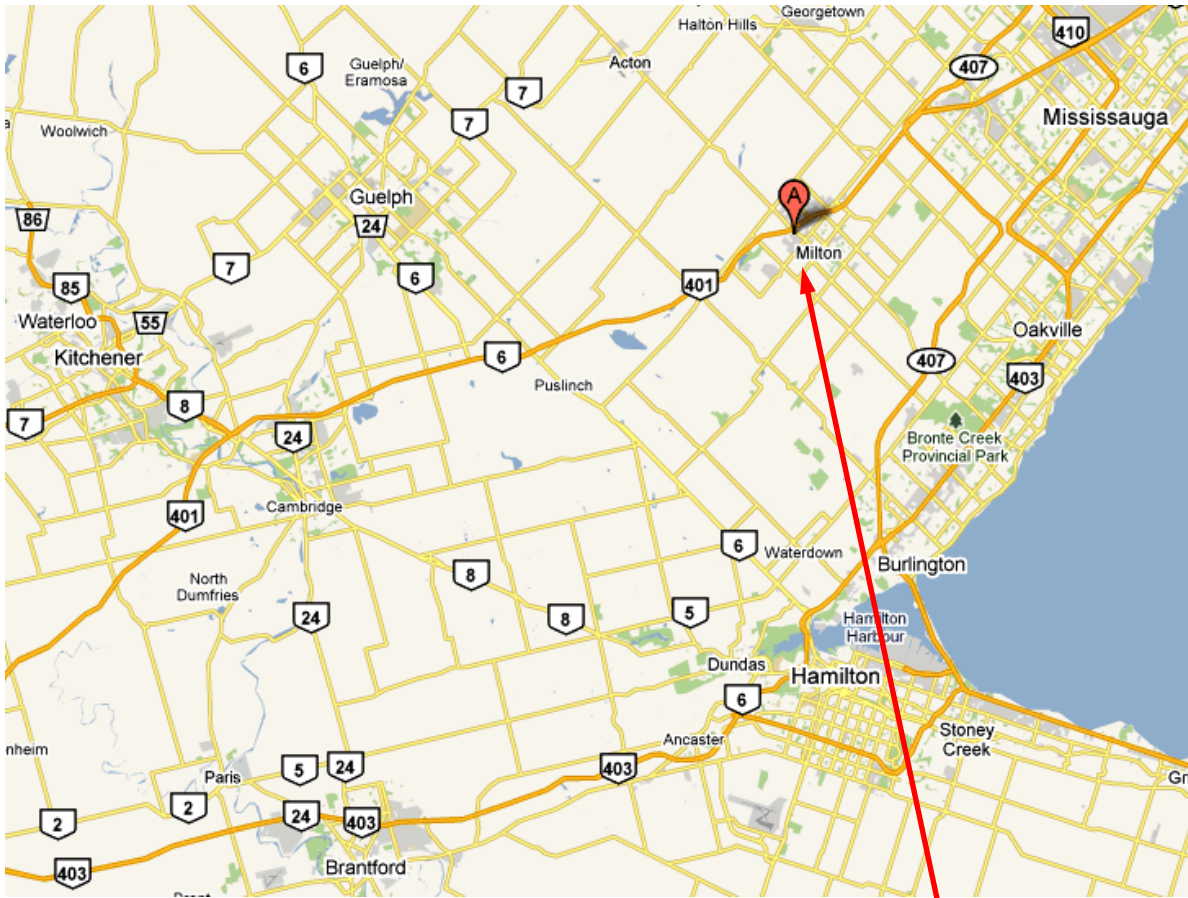 Georgetown
Halton Hills
410
6
Guelph/
Eramosa
Acton
407
7
Mississauga
7
Woolwich
Guelph
A
86
24
Milton
7
6
401
85
Waterloo
55
Oakville
Kitchener
6
407
403
8
Puslinch
7
24
Bronte Creek
Provincial Park
Cambridge
401
6
Waterdown
Burlington
8
North
Dumfries
24
8
5
Hamilton
Harbour
Dundas
Hamilton
6
Stoney
Creek
Ancaster
nheim
5
24
403
Paris
Gr
2
2
24
403
Brantford
403